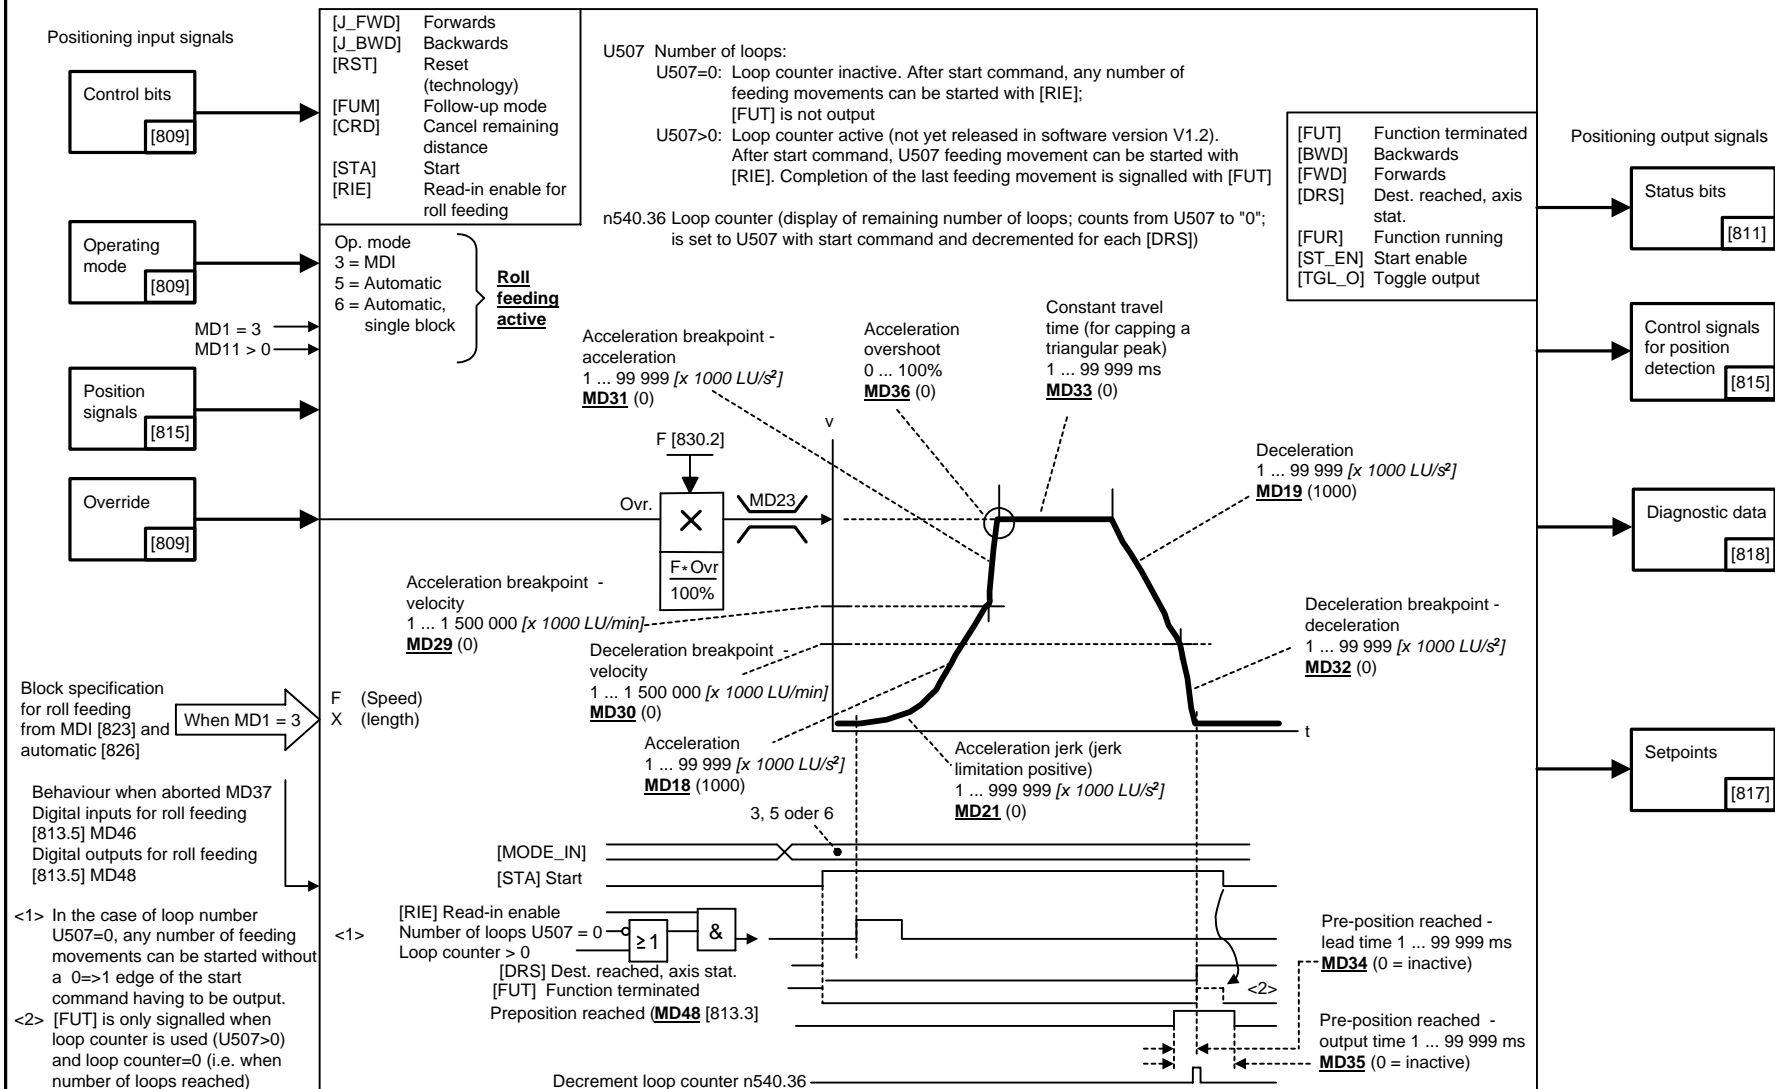 Positioning input signals
Control bits
[809]
Operating
mode
[809]
MD1 = 3
MD11 > 0
Position
signals
[815]
Override
[809]
Block specification
for roll feeding
from MDI [823] and
automatic [826]
When MD1 = 3
Behaviour when aborted MD37
Digital inputs for roll feeding
[813.5] MD46
Digital outputs for roll feeding
[813.5] MD48
<1> In the case of loop number
U507=0, any number of feeding
movements can be started without
a 0=>1 edge of the start
command having to be output.
<2> [FUT] is only signalled when
loop counter is used (U507>0)
and loop counter=0 (i.e. when
number of loops reached)
[J_FWD] Forwards
[J_BWD] Backwards
[RST] Reset
(technology)
[FUM] Follow-up mode
[CRD] Cancel remaining
distance
[STA] Start
[RIE] Read-in enable for
roll feeding
Op. mode
3 = MDI
5 = Automatic
6 = Automatic,
single block
Roll
feeding
active
U507 Number of loops:
U507=0: Loop counter inactive. After start command, any number of
feeding movements can be started with [RIE];
[FUT] is not output
U507>0: Loop counter active (not yet released in software version V1.2).
After start command, U507 feeding movement can be started with
[RIE]. Completion of the last feeding movement is signalled with [FUT]
n540.36 Loop counter (display of remaining number of loops; counts from U507 to "0";
is set to U507 with start command and decremented for each [DRS])
[FUT] Function terminated
[BWD] Backwards
[FWD] Forwards
[DRS] Dest. reached, axis
stat.
[FUR] Function running
[ST_EN] Start enable
[TGL_O] Toggle output
Positioning output signals
Status bits
[811]
Control signals
for position
detection
[815]
Diagnostic data
[818]
Setpoints
[817]
Acceleration breakpoint -
acceleration
1 ... 99 999 [x 1000 LU/s²]
MD31 (0)
Acceleration
overshoot
0 ... 100%
MD36 (0)
Constant travel
time (for capping a
triangular peak)
1 ... 99 999 ms
MD33 (0)
Deceleration
1 ... 99 999 [x 1000 LU/s²]
MD19 (1000)
v
F [830.2]
Ovr.
×
MD23
F*Ovr
100%
Acceleration breakpoint -
velocity
1 ... 1 500 000 [x 1000 LU/min]
MD29 (0)
Deceleration breakpoint -
velocity
1 ... 1 500 000 [x 1000 LU/min]
MD30 (0)
Deceleration breakpoint -
deceleration
1 ... 99 999 [x 1000 LU/s²]
MD32 (0)
F (Speed)
X (length)
t
Acceleration
1 ... 99 999 [x 1000 LU/s²]
MD18 (1000)
Acceleration jerk (jerk
limitation positive)
1 ... 999 999 [x 1000 LU/s²]
MD21 (0)
3, 5 oder 6
[MODE_IN]
[STA] Start
<1>
[RIE] Read-in enable
Number of loops U507 = 0
Loop counter > 0
≥1
&
[DRS] Dest. reached, axis stat.
[FUT] Function terminated
<2>
Preposition reached (MD48 [813.3]
Pre-position reached -
lead time 1 ... 99 999 ms
MD34 (0 = inactive)
Pre-position reached -
output time 1 ... 99 999 ms
MD35 (0 = inactive)
Decrement loop counter n540.36